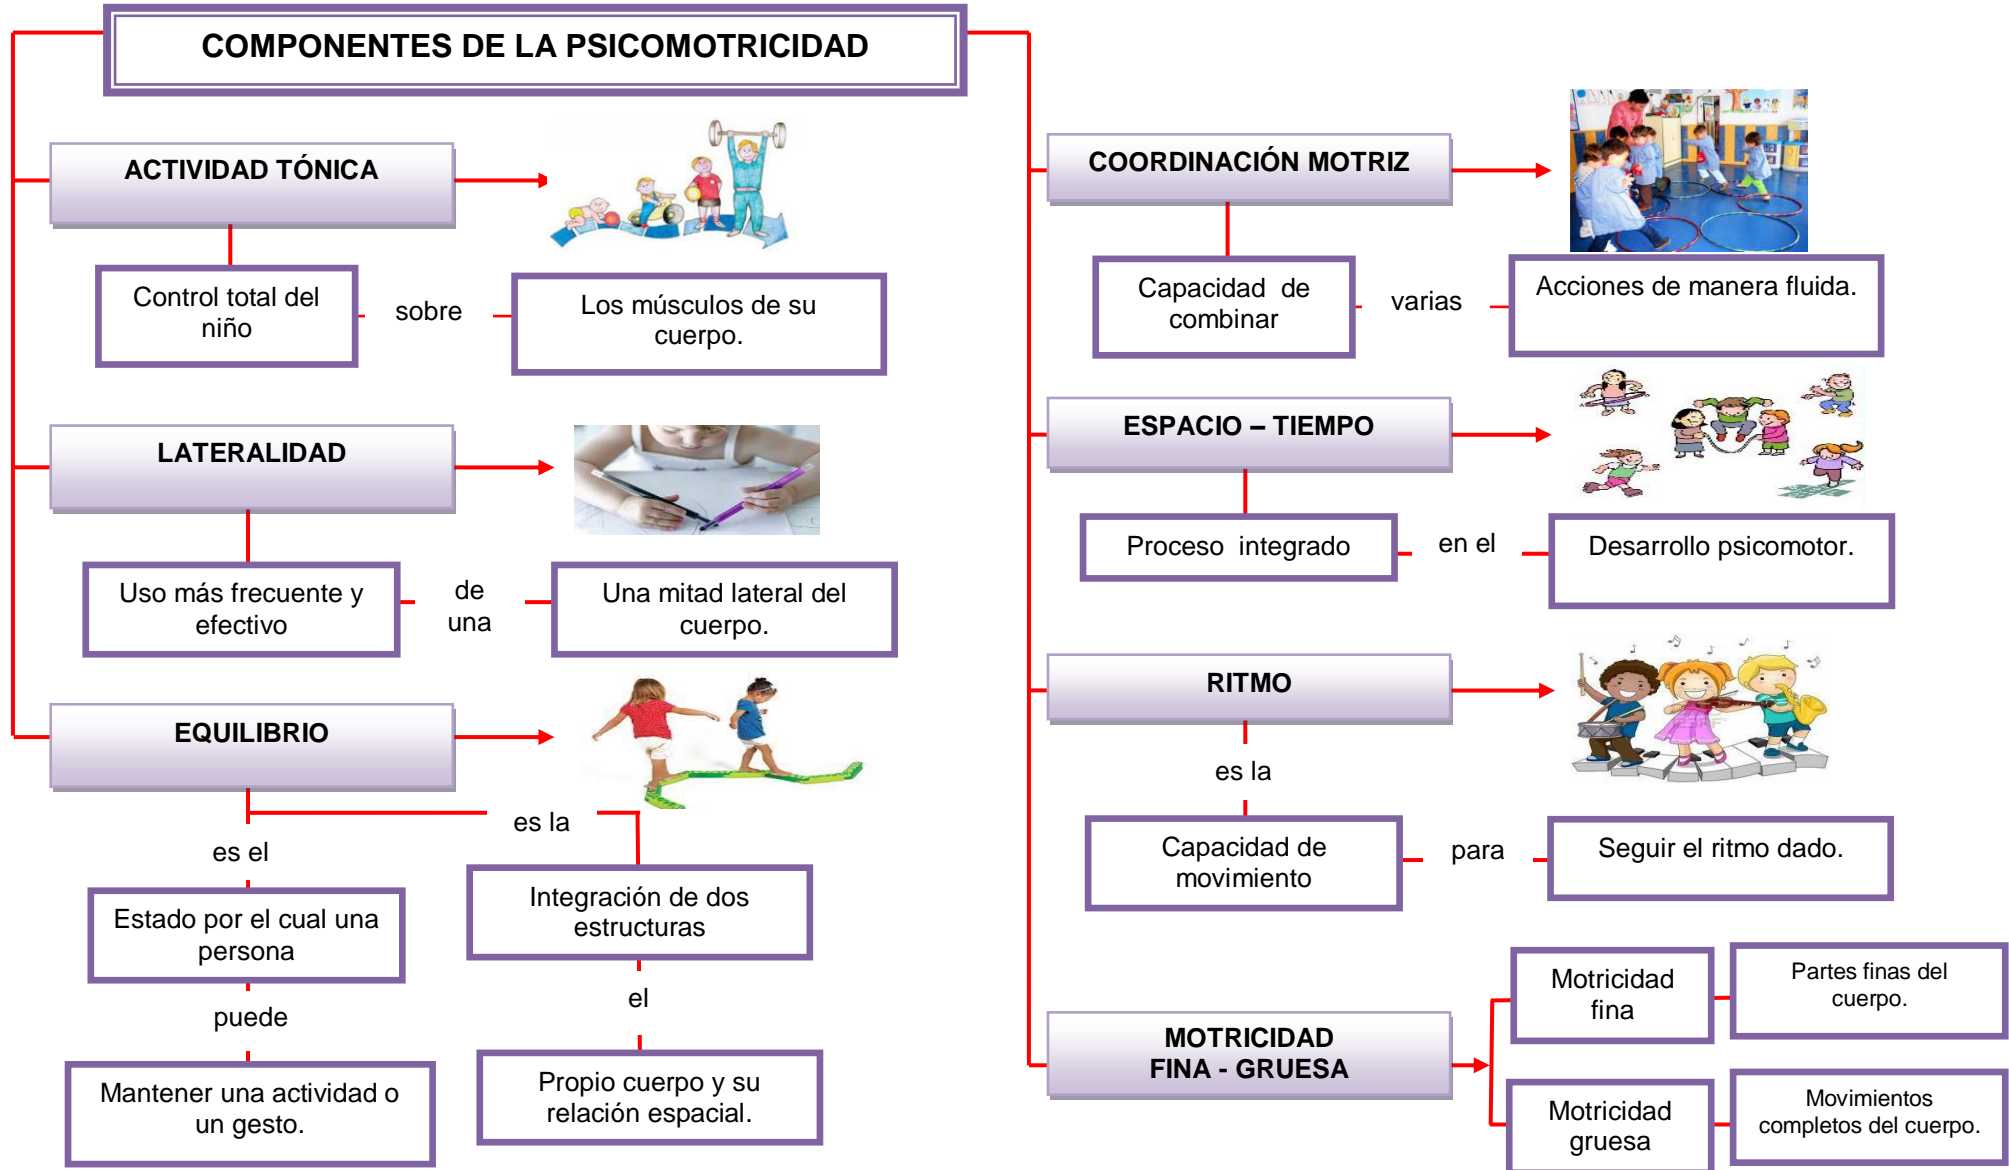 COMPONENTES DE LA PSICOMOTRICIDAD
ACTIVIDAD TÓNICA
Control total del
niño
sobre
Los músculos de su
cuerpo.
LATERALIDAD
Uso más frecuente y
efectivo
de
una
Una mitad lateral del
cuerpo.
EQUILIBRIO
es el
Estado por el cual una
persona
puede
Mantener una actividad o
un gesto.
es la
Integración de dos
estructuras
el
Propio cuerpo y su
relación espacial.
COORDINACIÓN MOTRIZ
Capacidad de
combinar
varias
Acciones de manera fluida.
ESPACIO – TIEMPO
Proceso integrado
en el
Desarrollo psicomotor.
RITMO
es la
Capacidad de
movimiento
para
Seguir el ritmo dado.
MOTRICIDAD
FINA - GRUESA
Motricidad
fina
Partes finas del
cuerpo.
Motricidad
gruesa
Movimientos
completos del cuerpo.